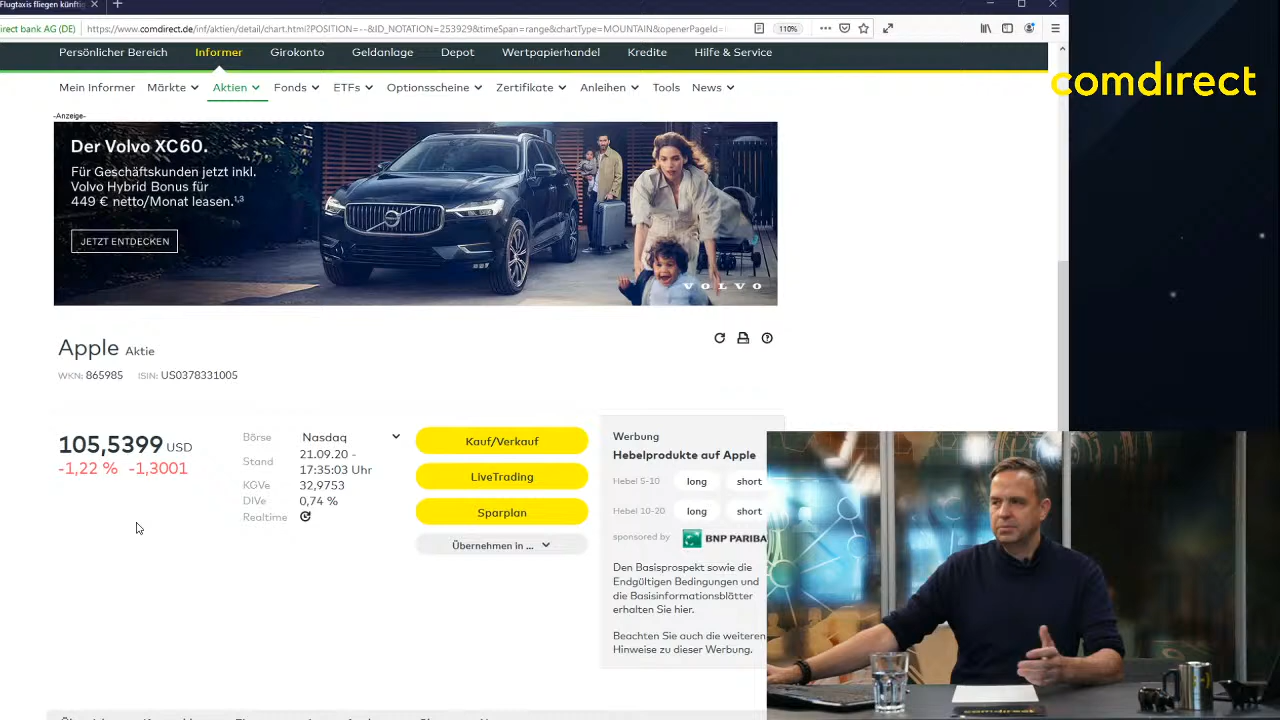 Flugtaxis fliegen künftig
irect bank AG (DE)
https://www.comdirect.de/inf/aktien/detail/chart.html?POSITION=--&ID_NOTATION=253929&timeSpan=range&chartType=MOUNTAIN&openerPageId=
110%
Persönlicher Bereich Informer Girokonto Geldanlage Depot Wertpapierhandel Kredite Hilfe & Service
comdirect
Mein Informer Märkte Aktien Fonds ETFs Optionsscheine Zertifikate Anleihen Tools News
-Anzeige-
Der Volvo XC60.
Für Geschäftskunden jetzt inkl.
Volvo Hybrid Bonus für
449 € netto/Monat leasen.¹,³
JETZT ENTDECKEN
VOLVO
Apple Aktie
WKN: 865985 ISIN: US0378331005
105,5399 USD
-1,22 % -1,3001
Börse Nasdaq
Stand 21.09.20 -
17:35:03 Uhr
KGVe 32,9753
DIVe 0,74 %
Realtime
Kauf/Verkauf
LiveTrading
Sparplan
Übernehmen in ...
Werbung
Hebelprodukte auf Apple
Hebel 5-10 long short
Hebel 10-20 long short
sponsored by BNP PARIBA
Den Basisprospekt sowie die
Endgültigen Bedingungen und
die Basisinformationsblätter
erhalten Sie hier.
Beachten Sie auch die weiteren
Hinweise zu dieser Werbung.